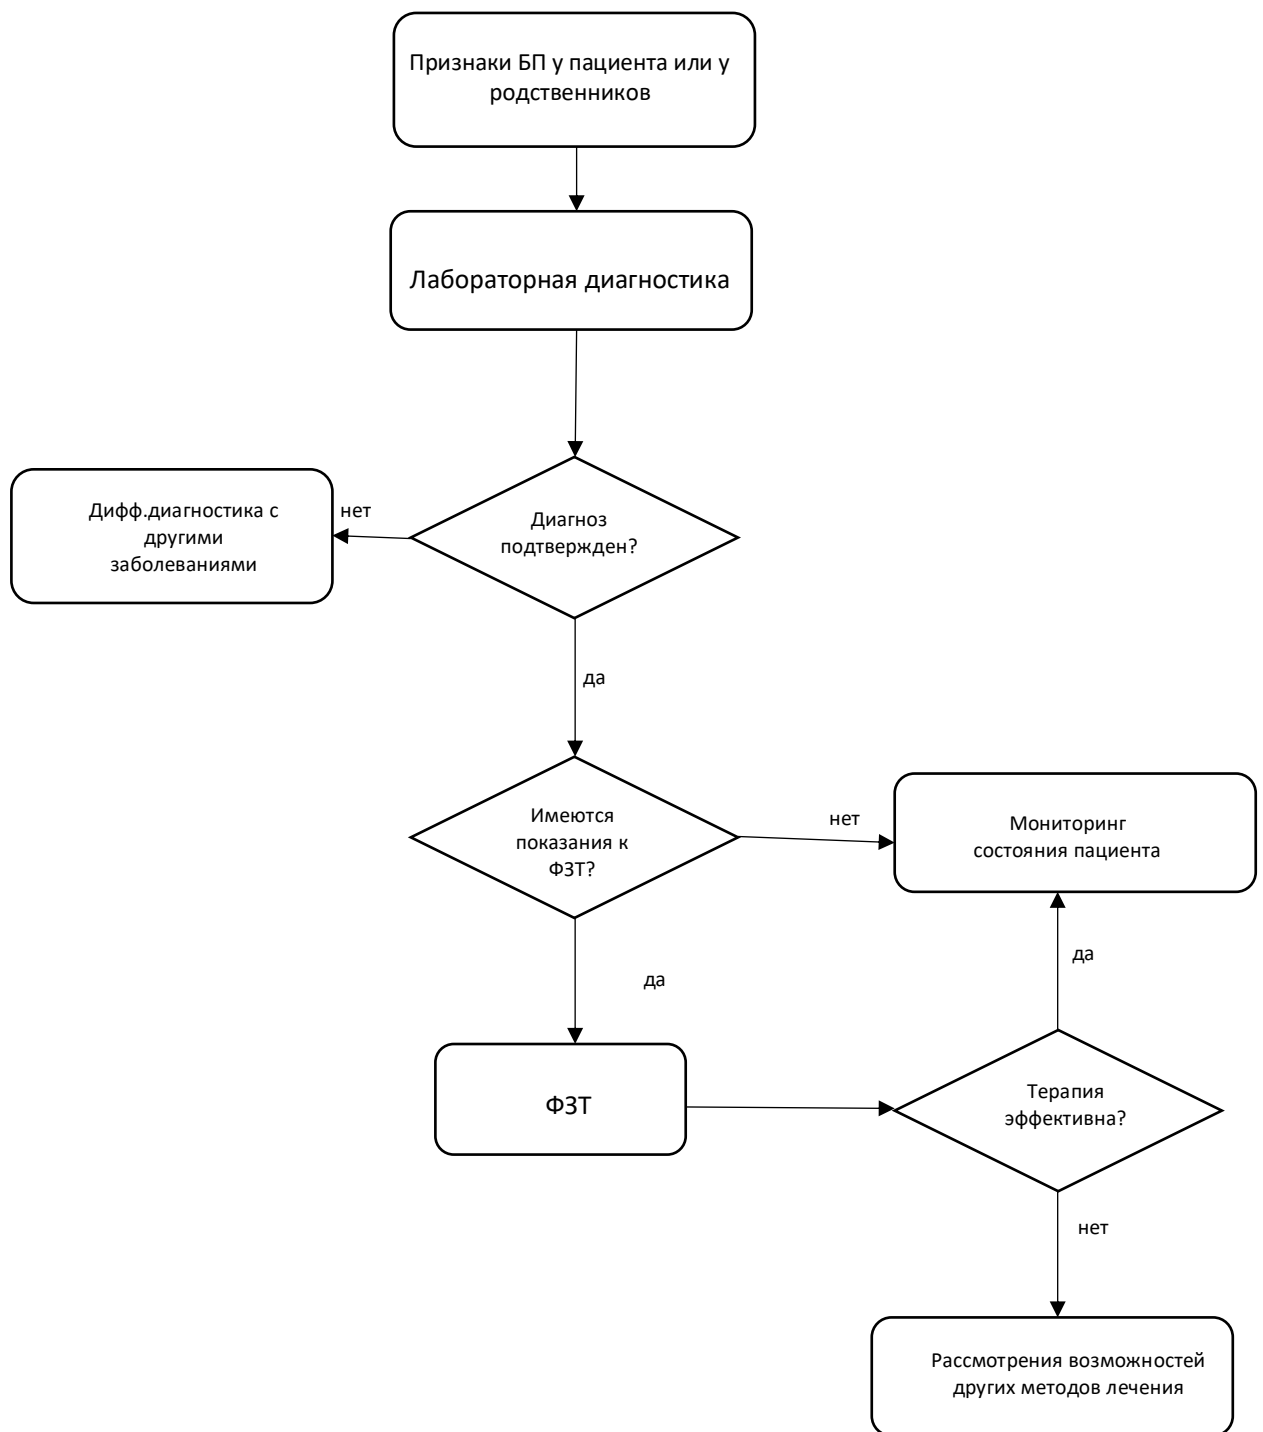 Признаки БП у пациента или у
родственников
Лабораторная диагностика
Диагноз
подтвержден?
нет
Дифф.диагностика с
другими
заболеваниями
да
Имеются
показания к
ФЗТ?
нет
Мониторинг
состояния пациента
да
да
ФЗТ
Терапия
эффективна?
нет
Рассмотрения возможностей
других методов лечения